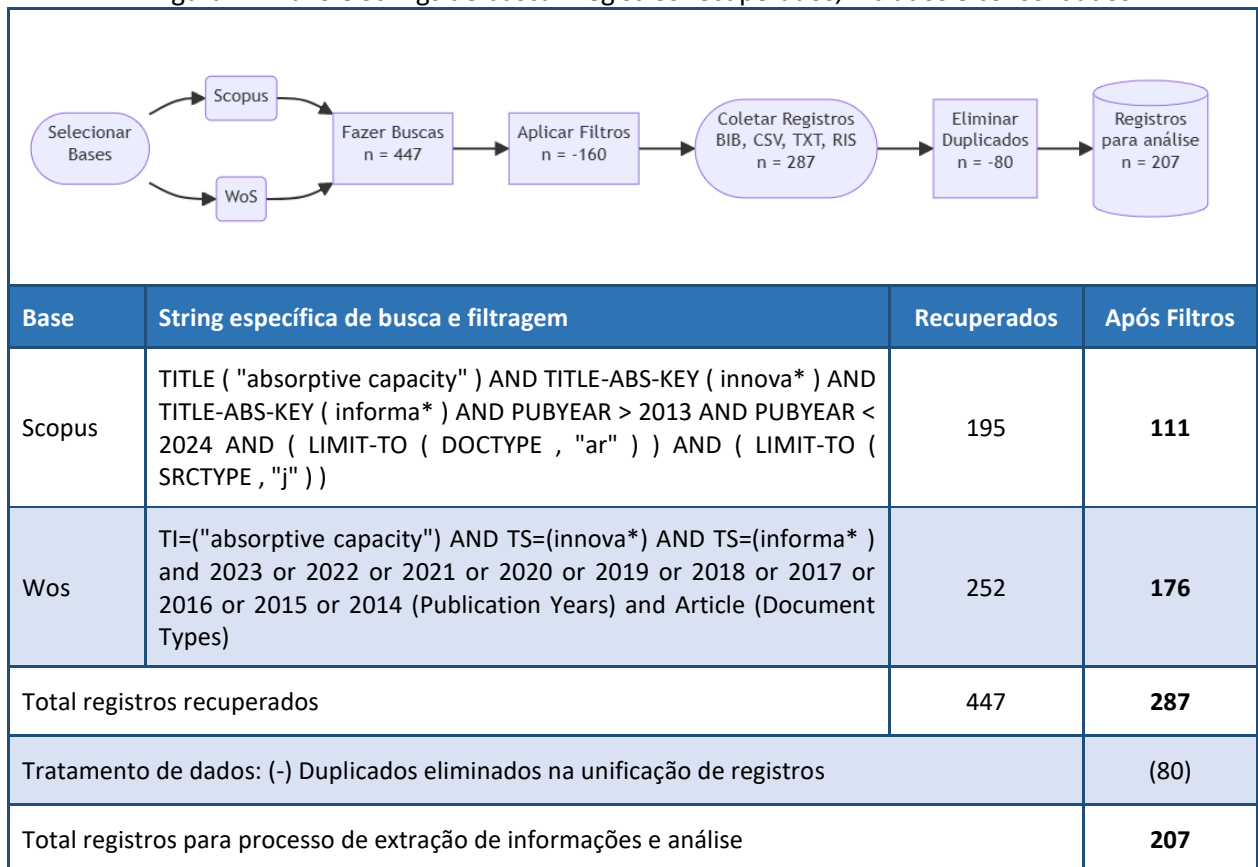 Scopus
Selecionar
Bases
WoS
Fazer Buscas
n = 447
Aplicar Filtros
n = -160
Coletar Registros
BIB, CSV, TXT, RIS
n = 287
Eliminar
Duplicados
n = -80
Registros
para análise
n = 207
Base String específica de busca e filtragem Recuperados Após Filtros
TITLE ( "absorptive capacity" ) AND TITLE-ABS-KEY ( innova* ) AND
TITLE-ABS-KEY ( informa* ) AND PUBYEAR > 2013 AND PUBYEAR <
Scopus 2024 AND ( LIMIT-TO ( DOCTYPE , "ar" ) ) AND ( LIMIT-TO ( 195 111
SRCTYPE , "j" ) )
TI=("absorptive capacity") AND TS=(innova*) AND TS=(informa* )
and 2023 or 2022 or 2021 or 2020 or 2019 or 2018 or 2017 or
Wos 2016 or 2015 or 2014 (Publication Years) and Article (Document 252 176
Types)
Total registros recuperados 447 287
Tratamento de dados: (-) Duplicados eliminados na unificação de registros (80)
Total registros para processo de extração de informações e análise 207